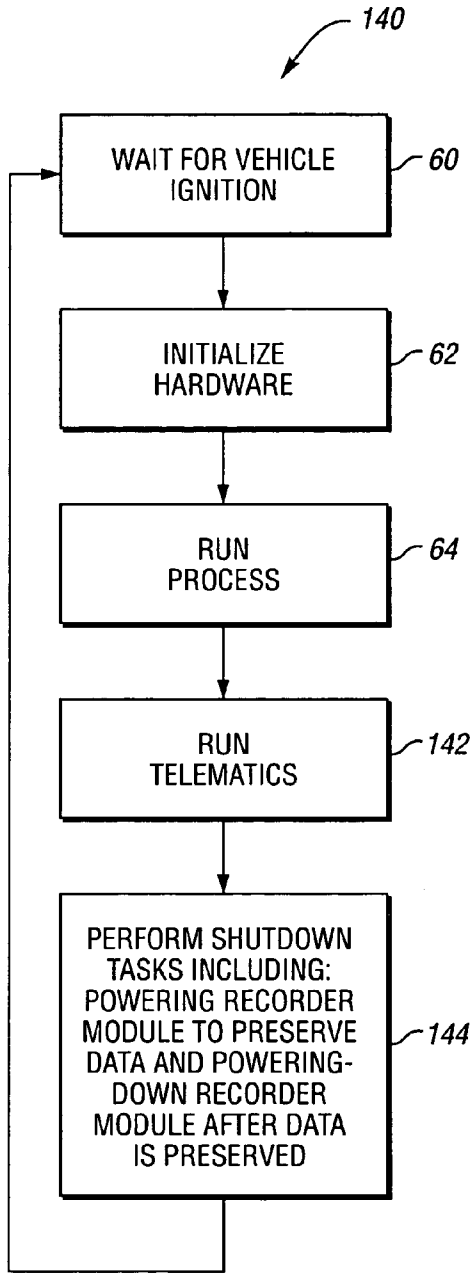 140
WAIT FOR VEHICLE
IGNITION
60
INITIALIZE
HARDWARE
62
RUN
PROCESS
64
RUN
TELEMATICS
142
PERFORM SHUTDOWN
TASKS INCLUDING:
POWERING RECORDER
MODULE TO PRESERVE
DATA AND POWERING-
DOWN RECORDER
MODULE AFTER DATA
IS PRESERVED
144